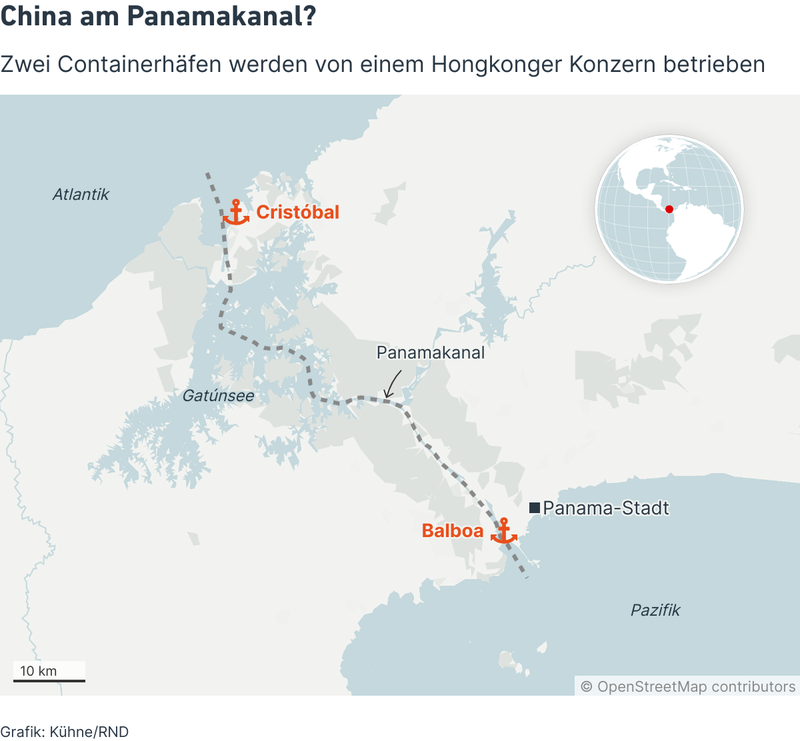 China am Panamakanal?
Zwei Containerhäfen werden von einem Hongkonger Konzern betrieben
Atlantik
Cristóbal
Panamakanal
Gatúnsee
Panama-Stadt
Balboa
Pazifik
10 km
© OpenStreetMap contributors
Grafik: Kühne/RND